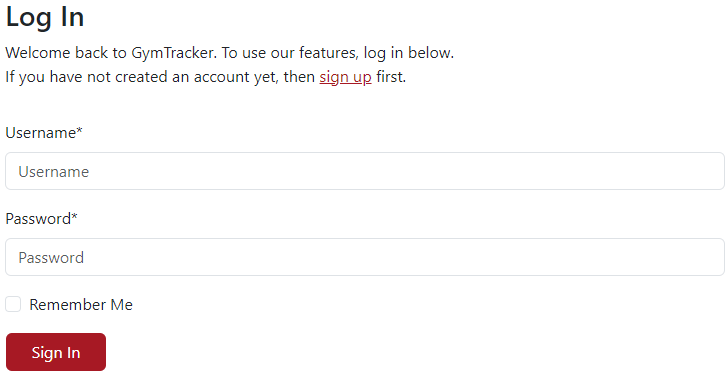 Log In
Welcome back to GymTracker. To use our features, log in below.
If you have not created an account yet, then sign up first.
Username*
Username
Password*
Password
Remember Me
Sign In